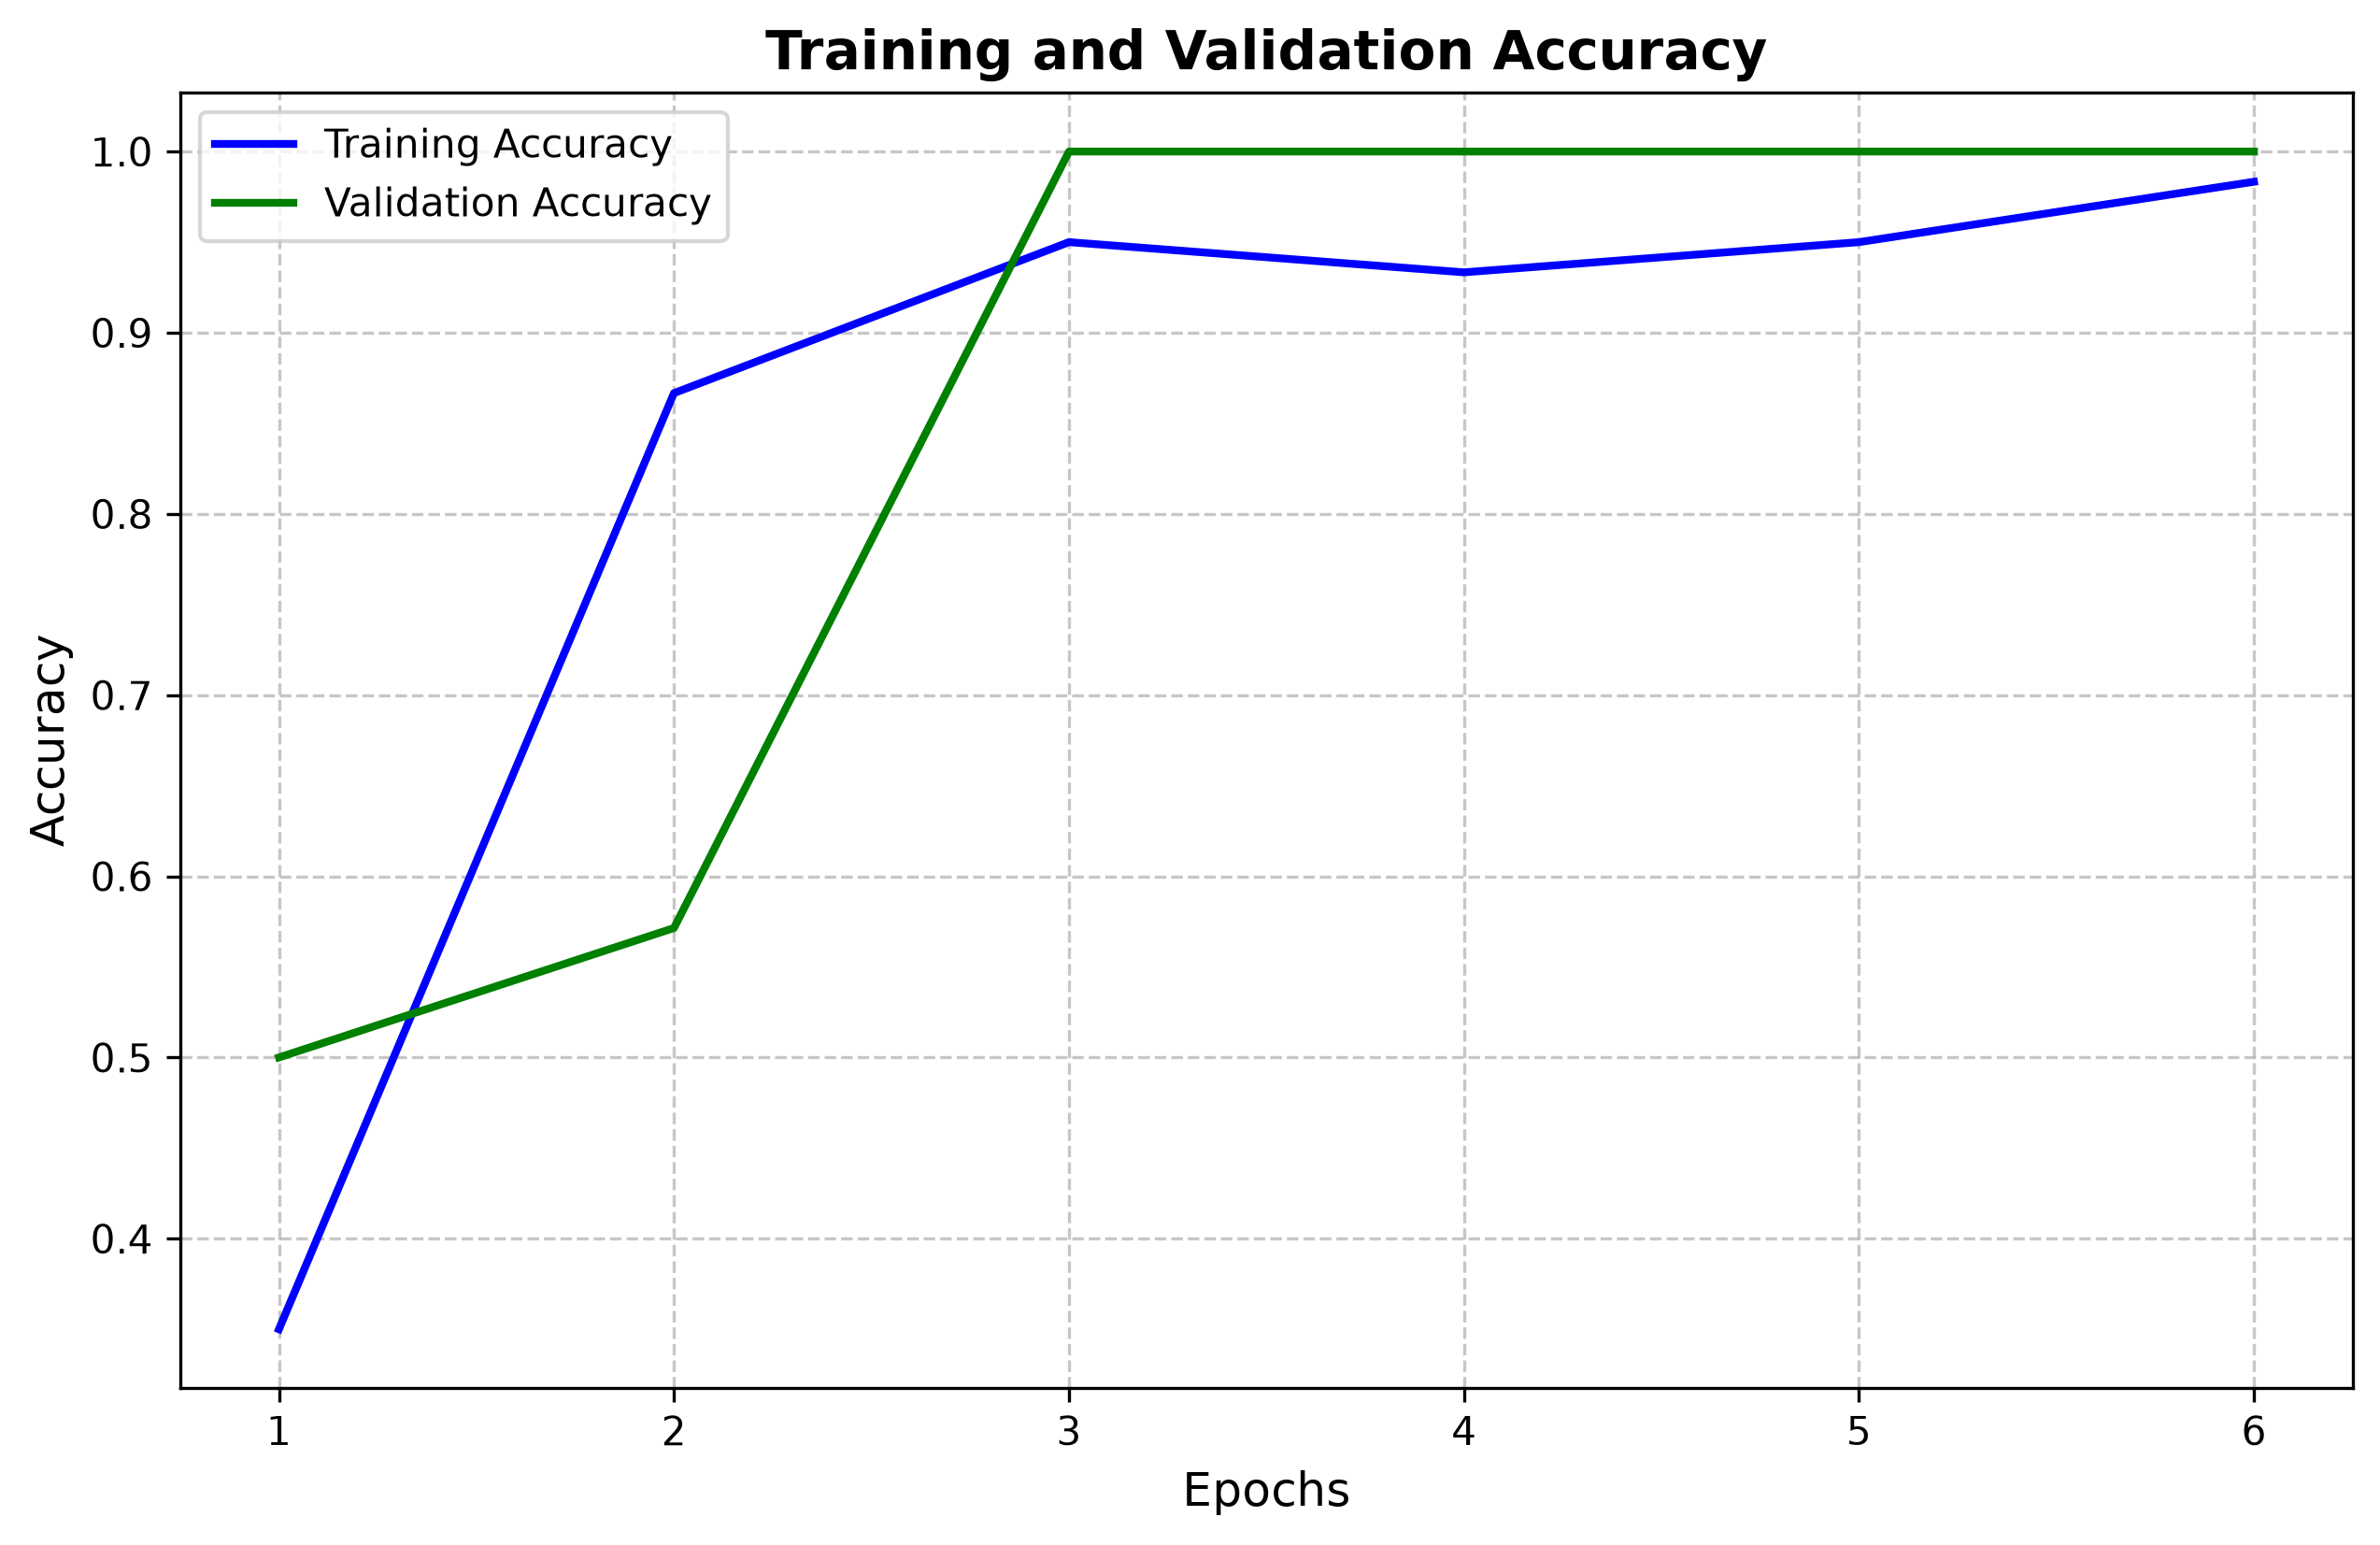 Training and Validation Accuracy
Training Accuracy
Validation Accuracy
1.0
0.9
0.8
0.7
0.6
0.5
0.4
Accuracy
1 2 3 4 5 6
Epochs